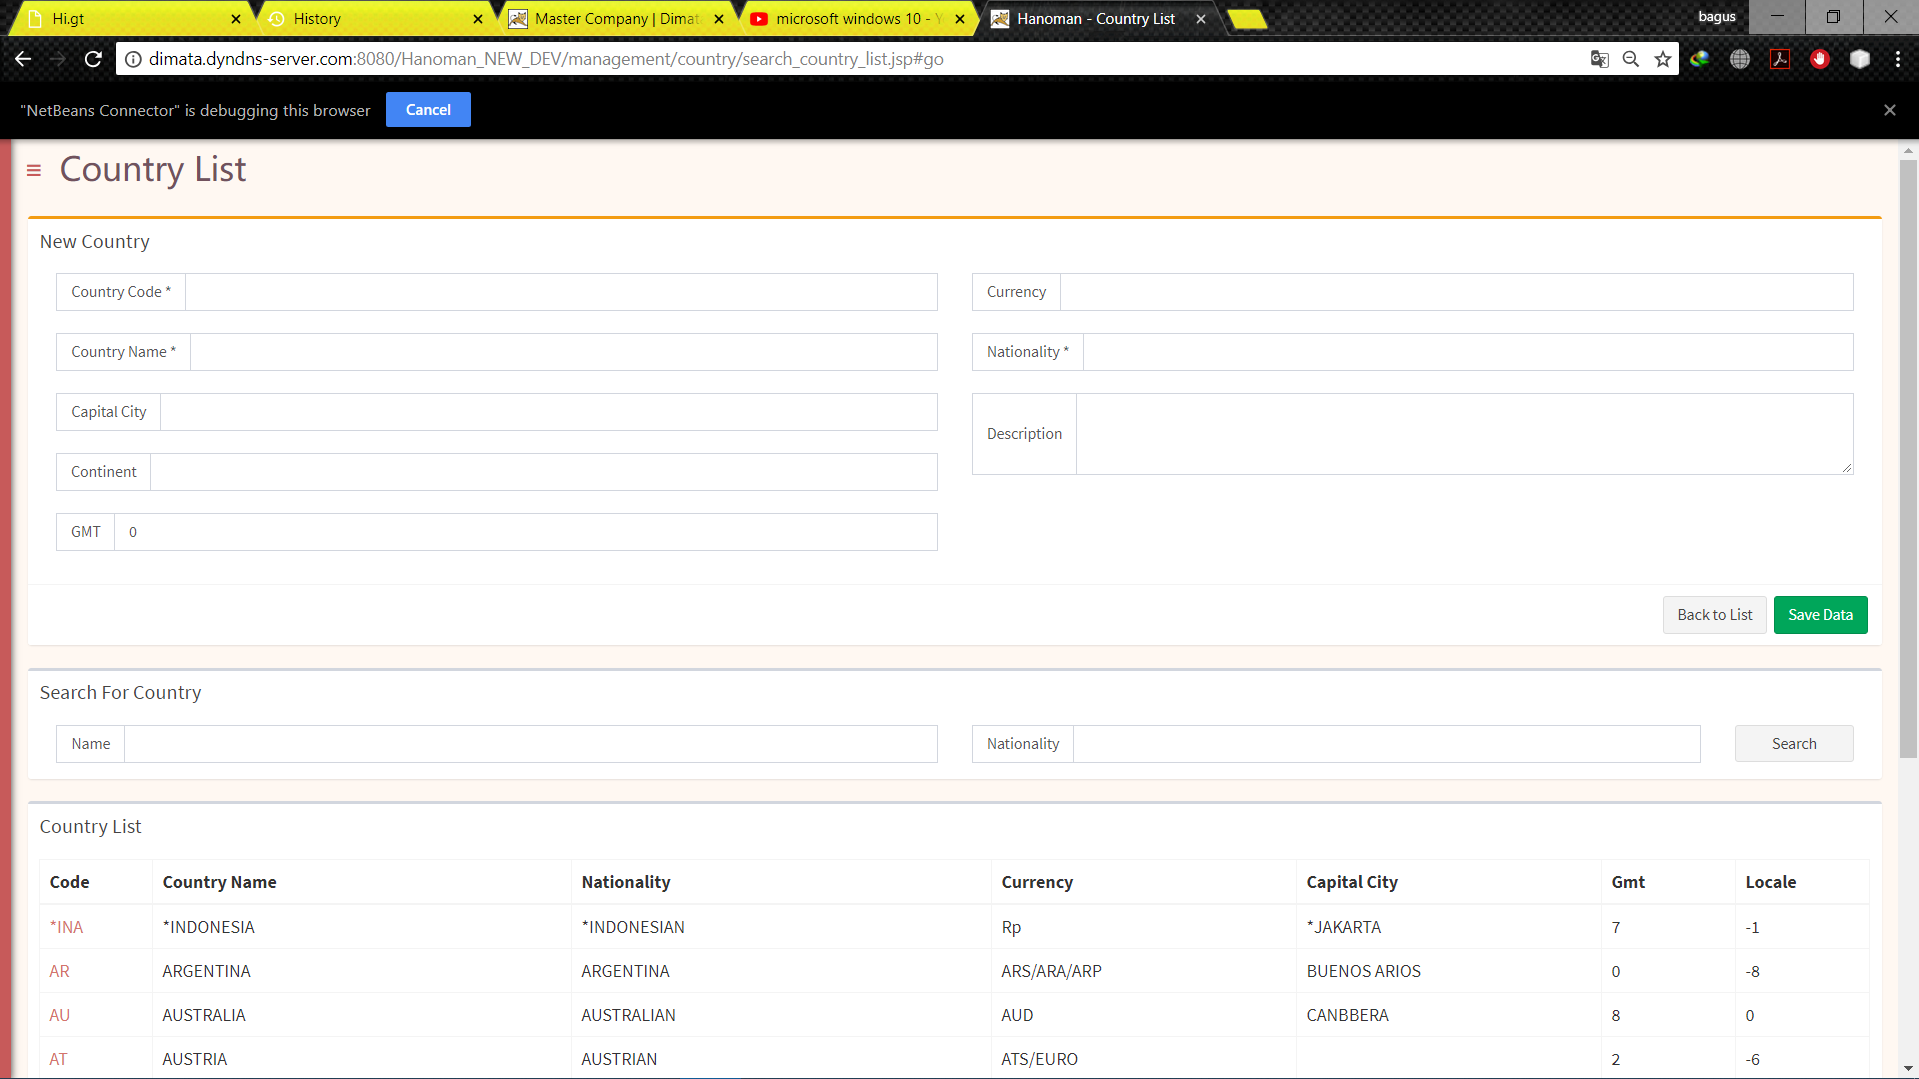 Hi.gt
History
Master Company | Dimat
microsoft windows 10 -
Hanoman - Country List
bagus
dimata.dyndns-server.com:8080/Hanoman_NEW_DEV/management/country/search_country_list.jsp#go
"NetBeans Connector" is debugging this browser
Cancel
Country List
New Country
Country Code *
Currency
Country Name *
Nationality *
Capital City
Description
Continent
GMT 0
Back to List
Save Data
Search For Country
Name
Nationality
Search
Country List
Code Country Name Nationality Currency Capital City Gmt Locale
*INA *INDONESIA *INDONESIAN Rp *JAKARTA 7 -1
AR ARGENTINA ARGENTINA ARS/ARA/ARP BUENOS ARIOS 0 -8
AU AUSTRALIA AUSTRALIAN AUD CANBBERA 8 0
AT AUSTRIA AUSTRIAN ATS/EURO 2 -6